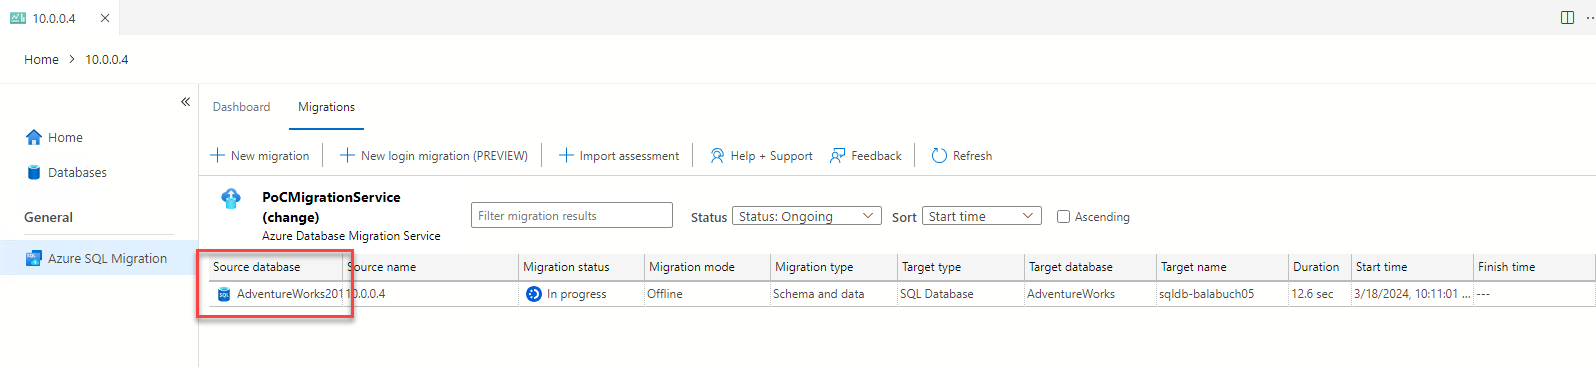 10.0.0.4
Home > 10.0.0.4
Dashboard Migrations
Home
Databases
General
Azure SQL Migration
New migration New login migration (PREVIEW) Import assessment Help + Support Feedback Refresh
PoCMigrationService
(change)
Azure Database Migration Service
Filter migration results Status Status: Ongoing Sort Start time Ascending
Source database Source name Migration status Migration mode Migration type Target type Target database Target name Duration Start time Finish time
SQL AdventureWorks201 10.0.0.4 In progress Offline Schema and data SQL Database AdventureWorks sqldb-balabuch05 12.6 sec 3/18/2024, 10:11:01 ... ---